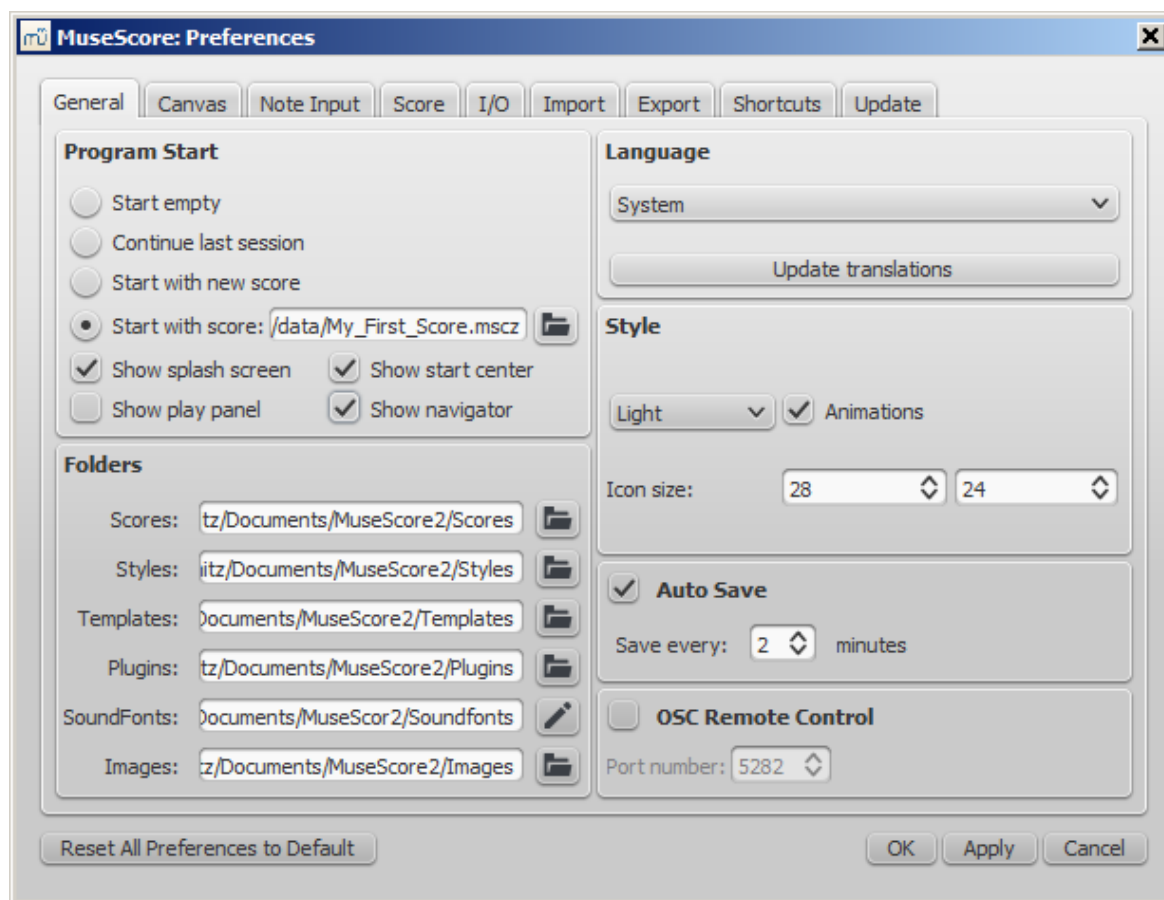 MuseScore: Preferences
General Canvas Note Input Score I/O Import Export Shortcuts Update
Program Start
Start empty
Continue last session
Start with new score
Start with score: /data/My_First_Score.mscz
Show splash screen Show start center
Show play panel Show navigator
Folders
Scores: tz/Documents/MuseScore2/Scores
Styles: itz/Documents/MuseScore2/Styles
Templates: Documents/MuseScore2/Templates
Plugins: tz/Documents/MuseScore2/Plugins
SoundFonts: Documents/MuseScor2/Soundfonts
Images: tz/Documents/MuseScore2/Images
Language
System
Update translations
Style
Light Animations
Icon size: 28 24
Auto Save
Save every: 2 minutes
OSC Remote Control
Port number: 5282
Reset All Preferences to Default OK Apply Cancel